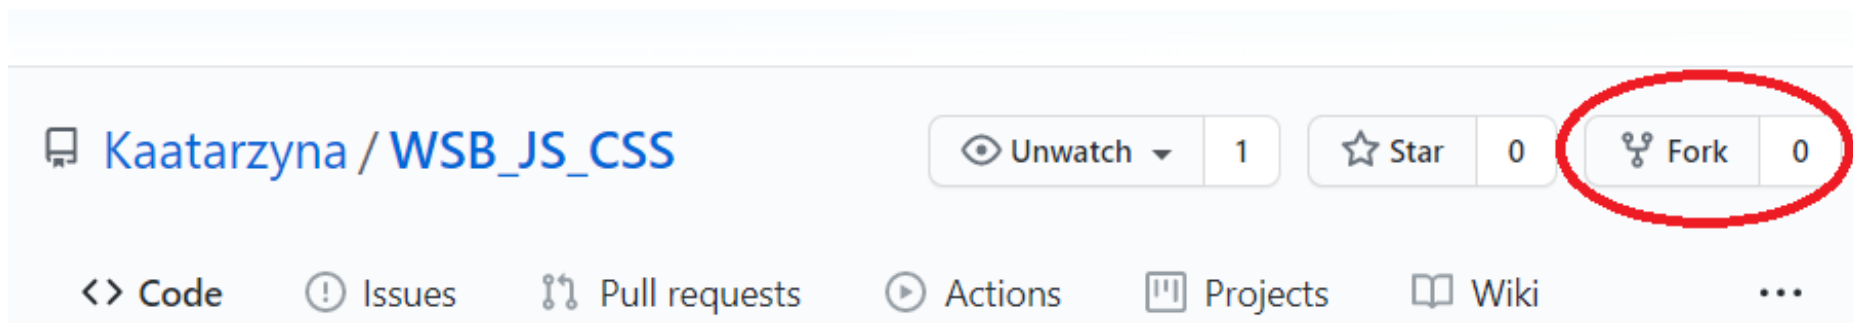 Kaatarzyna / WSB_JS_CSS Unwatch 1 Star 0 Fork 0
<> Code Issues Pull requests Actions Projects Wiki ...